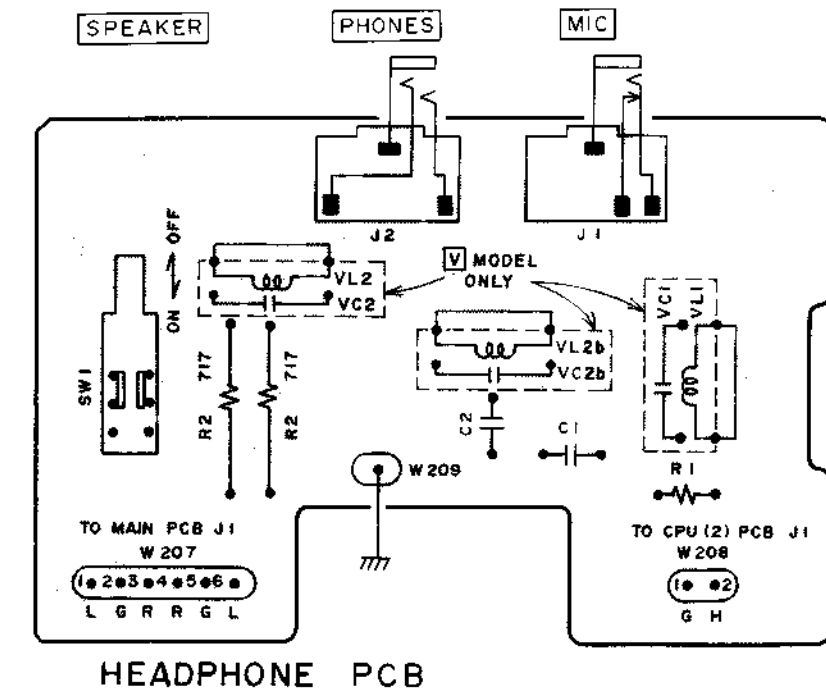 SPEAKER
PHONES
MIC
J2
J1
OFF
ON
SW1
VL2
VC2
V MODEL
ONLY
VC1
VL1
VL2b
VC2b
R2 717
R2 717
C2
C1
R1
W209
TO MAIN PCB J1
W207
1 2 3 4 5 6
L G R R G L
TO CPU (2) PCB J1
W208
1 2
G H
HEADPHONE PCB